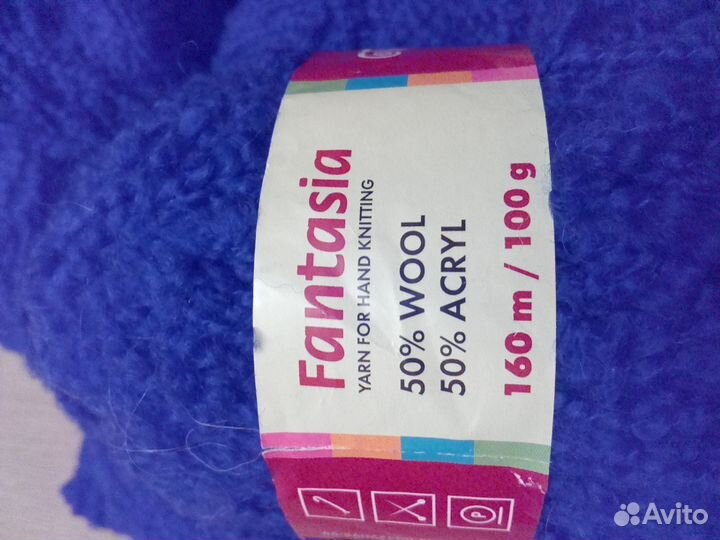 Fantasia
YARN FOR HAND KNITTING
50% WOOL
50% ACRYL
160 m / 100 g
P
Avito